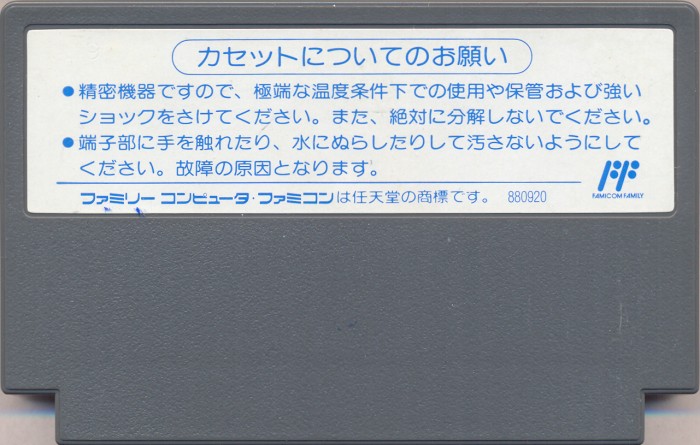 カセットについてのお願い
●精密機器ですので、極端な温度条件下での使用や保管および強い
ショックをさけてください。また、絶対に分解しないでください。
●端子部に手を触れたり、水にぬらしたりして汚さないようにして
ください。故障の原因となります。
FF
FAMICOM FAMILY
ファミリー コンピュータ・ファミコンは任天堂の商標です。 880920